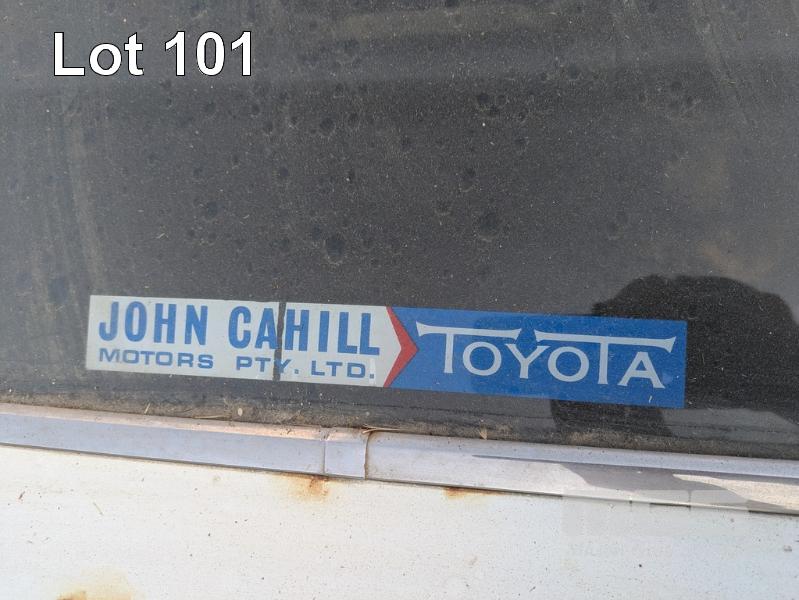 Lot 101
JOHN CAHILL
MOTORS PTY. LTD.
TOYOTA